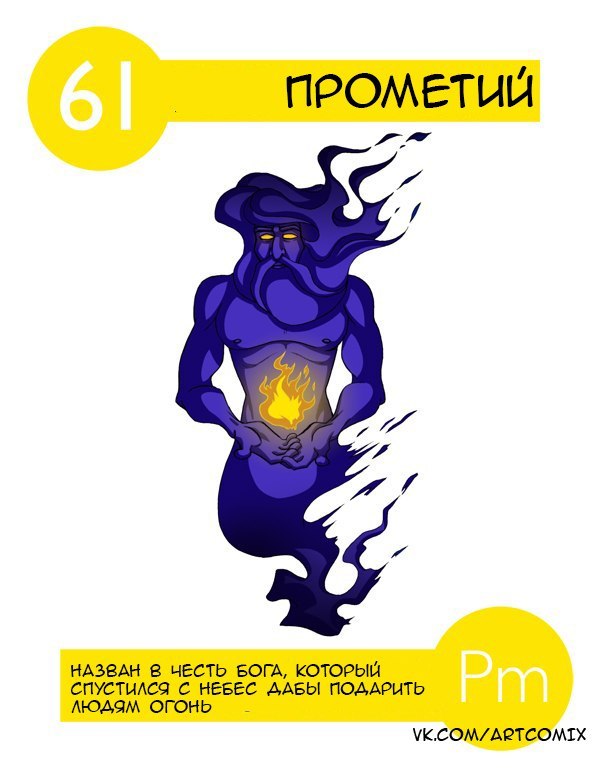 61
ПРОМЕТИЙ
НАЗВАН В ЧЕСТЬ БОГА, КОТОРЫЙ
СПУСТИЛСЯ С НЕБЕС ДАБЫ ПОДАРИТЬ
ЛЮДЯМ ОГОНЬ
Pm
VK.COM/ARTCOMIX